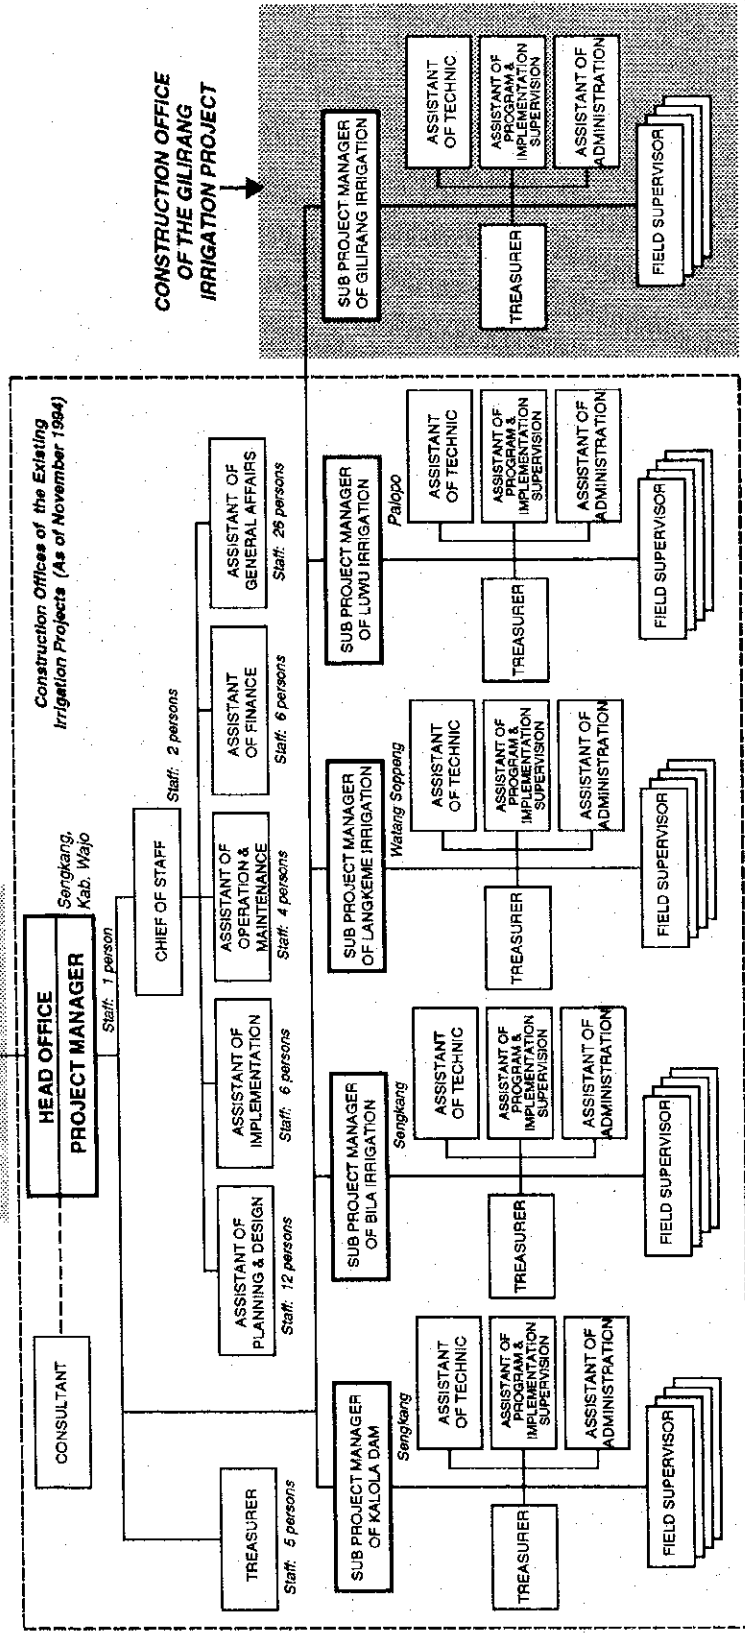 Construction Offices of the Existing
Irrigation Projects (As of November 1994)
HEAD OFFICE
PROJECT MANAGER
Sengkang,
Kab. Wajo
Staff: 1 person
CONSULTANT
CHIEF OF STAFF
Staff: 2 persons
TREASURER
Staff: 5 persons
ASSISTANT OF
PLANNING & DESIGN
Staff: 12 persons
ASSISTANT OF
IMPLEMENTATION
Staff: 6 persons
ASSISTANT OF
OPERATION &
MAINTENANCE
Staff: 4 persons
ASSISTANT
OF FINANCE
Staff: 6 persons
ASSISTANT OF
GENERAL AFFAIRS
Staff: 26 persons
CONSTRUCTION OFFICE
OF THE GILIRANG
IRRIGATION PROJECT
SUB PROJECT MANAGER
OF KALOLA DAM
Sengkang
ASSISTANT
OF TECHNIC
ASSISTANT OF
PROGRAM &
IMPLEMENTATION
SUPERVISION
ASSISTANT OF
ADMINISTRATION
TREASURER
FIELD SUPERVISOR
SUB PROJECT MANAGER
OF BILA IRRIGATION
Sengkang
ASSISTANT
OF TECHNIC
ASSISTANT OF
PROGRAM &
IMPLEMENTATION
SUPERVISION
ASSISTANT OF
ADMINISTRATION
TREASURER
FIELD SUPERVISOR
SUB PROJECT MANAGER
OF LANGKEME IRRIGATION
Watang Soppeng
ASSISTANT
OF TECHNIC
ASSISTANT OF
PROGRAM &
IMPLEMENTATION
SUPERVISION
ASSISTANT OF
ADMINISTRATION
TREASURER
FIELD SUPERVISOR
SUB PROJECT MANAGER
OF LUWU IRRIGATION
Palopo
ASSISTANT
OF TECHNIC
ASSISTANT OF
PROGRAM &
IMPLEMENTATION
SUPERVISION
ASSISTANT OF
ADMINISTRATION
TREASURER
FIELD SUPERVISOR
SUB PROJECT MANAGER
OF GILIRANG IRRIGATION
ASSISTANT
OF TECHNIC
ASSISTANT OF
PROGRAM &
IMPLEMENTATION
SUPERVISION
ASSISTANT OF
ADMINISTRATION
TREASURER
FIELD SUPERVISOR